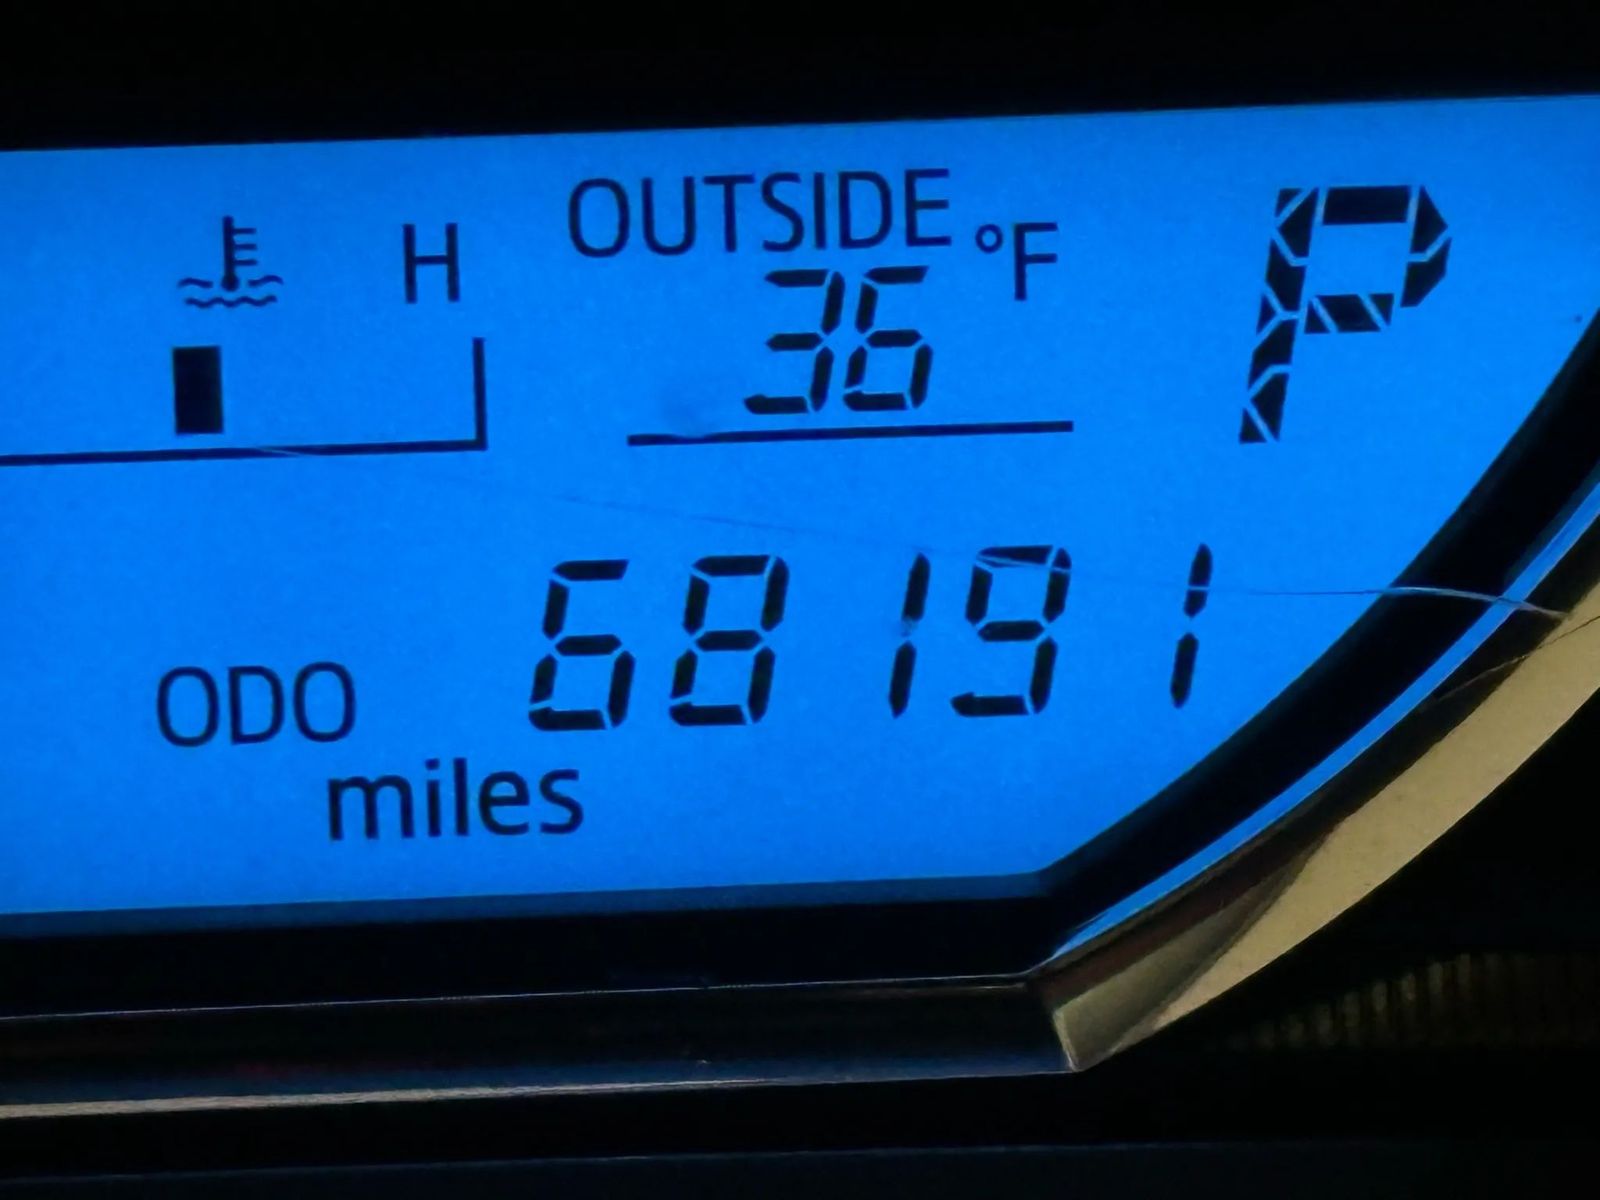 OUTSIDE
H
°F
P
36
68191
ODO
miles